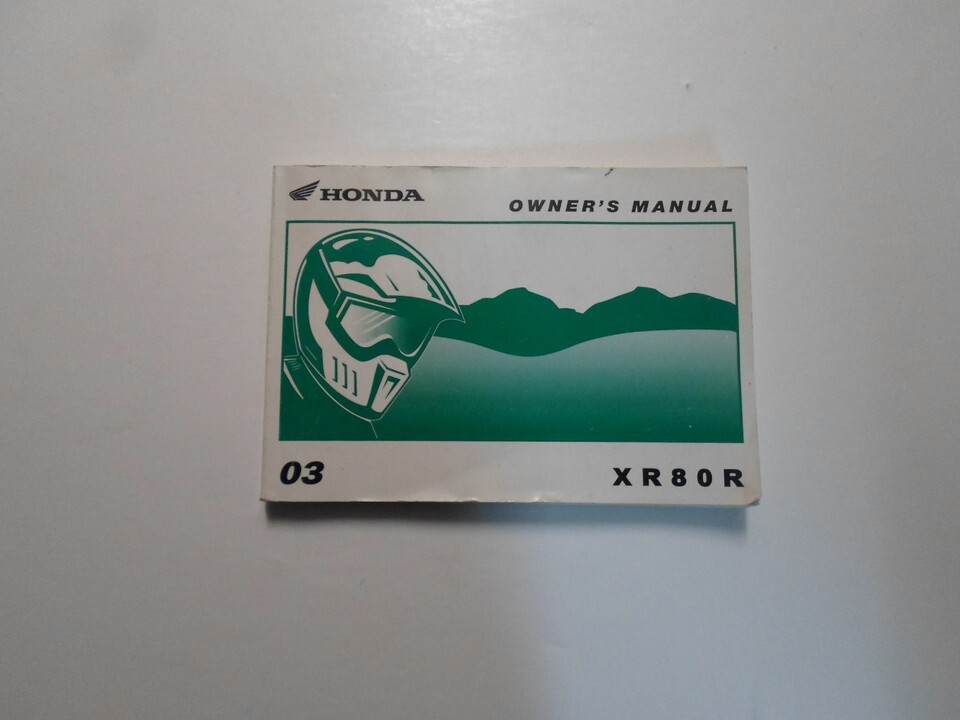 HONDA
OWNER'S MANUAL
03
XR80R